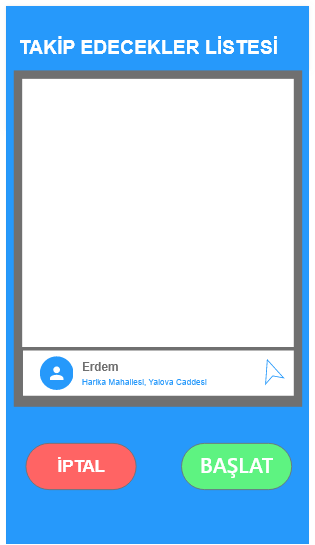 TAKİP EDECEKLER LİSTESİ
Erdem
Harika Mahallesi, Yalova Caddesi
İPTAL
BAŞLAT